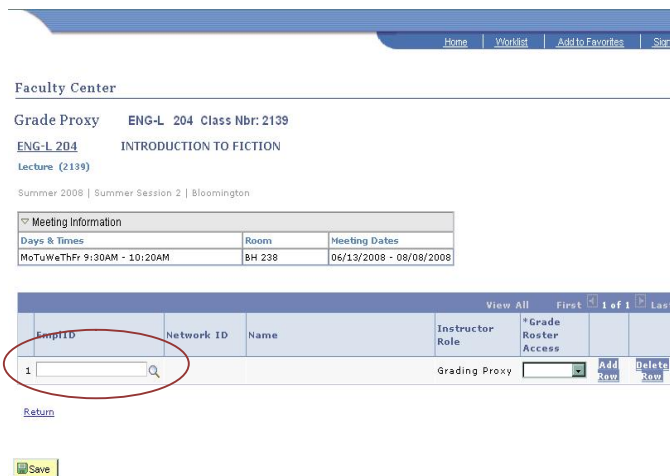 Home | Worklist | Add to Favorites | Sign
Faculty Center
Grade Proxy ENG-L 204 Class Nbr: 2139
ENG-L 204 INTRODUCTION TO FICTION
Lecture (2139)
Summer 2008 | Summer Session 2 | Bloomington
Meeting Information
Days & Times Room Meeting Dates
MoTuWeThFr 9:30AM - 10:20AM BH 238 06/13/2008 - 08/08/2008
View All First 1 of 1 Last
EmplID Network ID Name Instructor Role *Grade Roster Access
1 Grading Proxy Add Row Delete Row
Return
Save